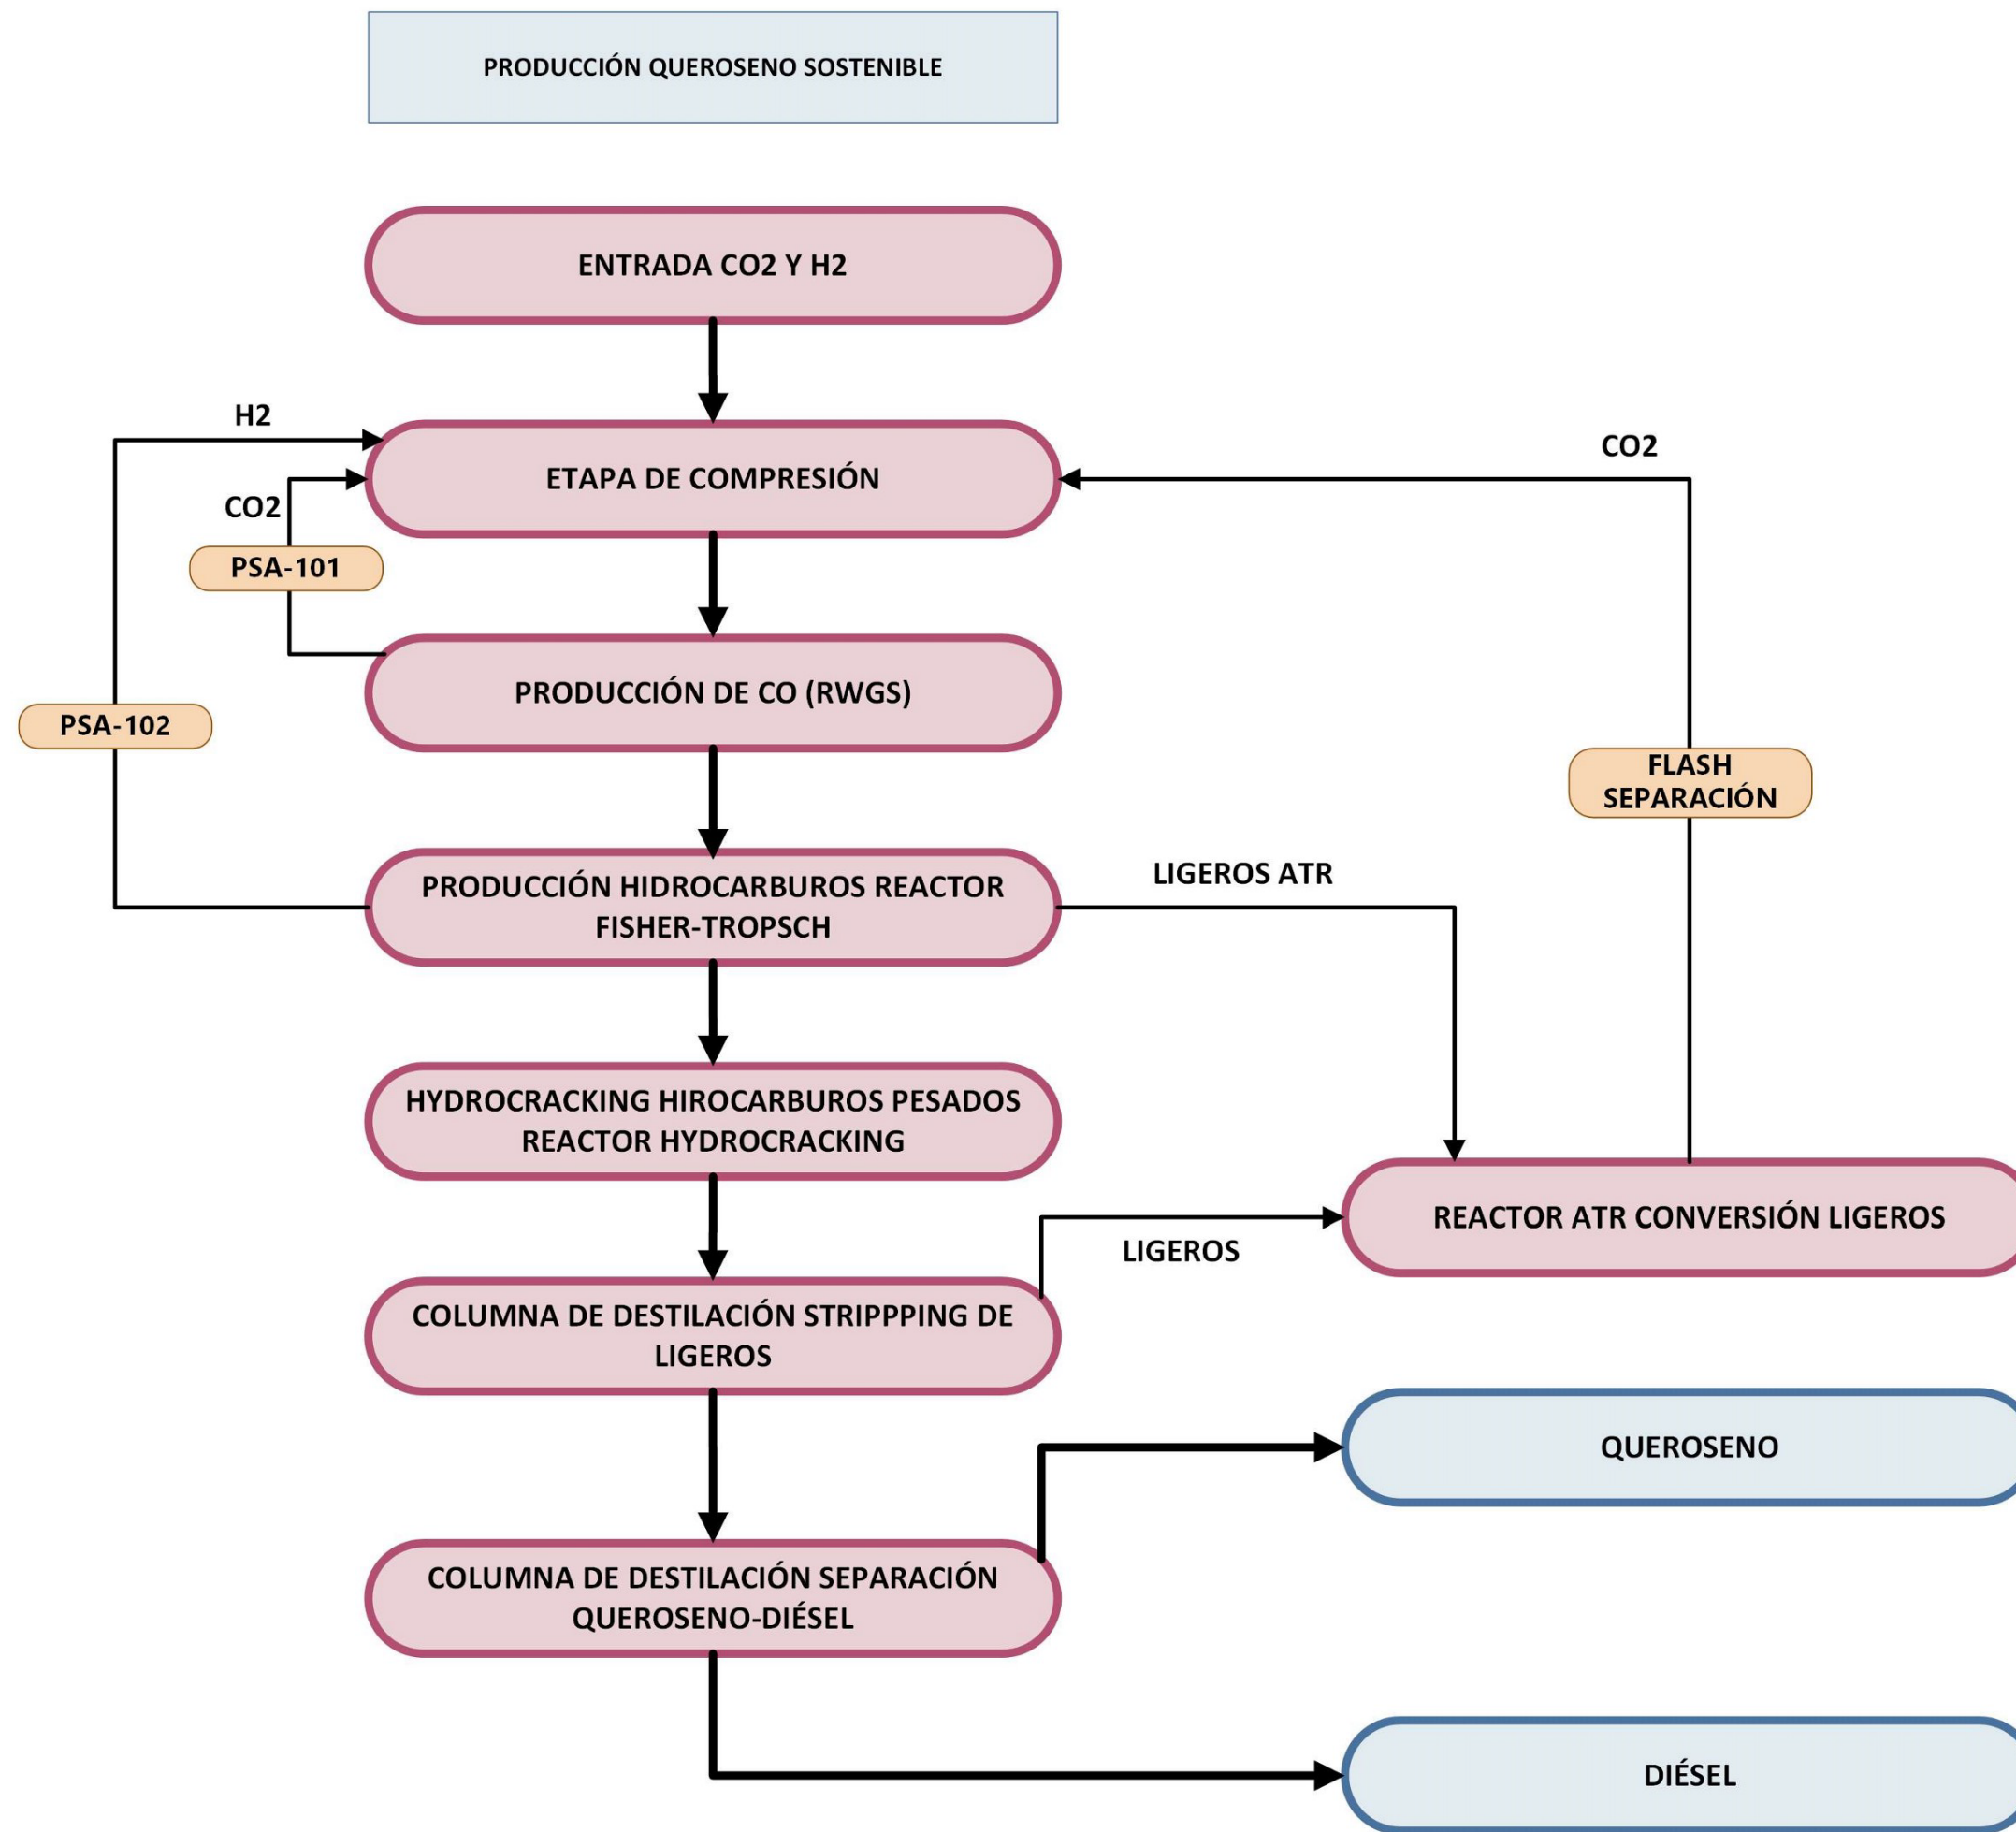 PRODUCCIÓN QUEROSENO SOSTENIBLE
ENTRADA CO2 Y H2
H2
CO2
ETAPA DE COMPRESIÓN
CO2
PSA-101
PRODUCCIÓN DE CO (RWGS)
PSA-102
FLASH
SEPARACIÓN
PRODUCCIÓN HIDROCARBUROS REACTOR
FISHER-TROPSCH
LIGEROS ATR
HYDROCRACKING HIROCARBUROS PESADOS
REACTOR HYDROCRACKING
REACTOR ATR CONVERSIÓN LIGEROS
LIGEROS
COLUMNA DE DESTILACIÓN STRIPPPING DE
LIGEROS
QUEROSENO
COLUMNA DE DESTILACIÓN SEPARACIÓN
QUEROSENO-DIÉSEL
DIÉSEL